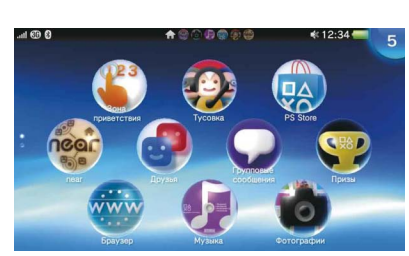 3G
12:34
5
123
Зона
приветствия
Тусовка
PS Store
near
near
Друзья
Групповые
сообщения
Призы
www
Браузер
Музыка
Фотографии